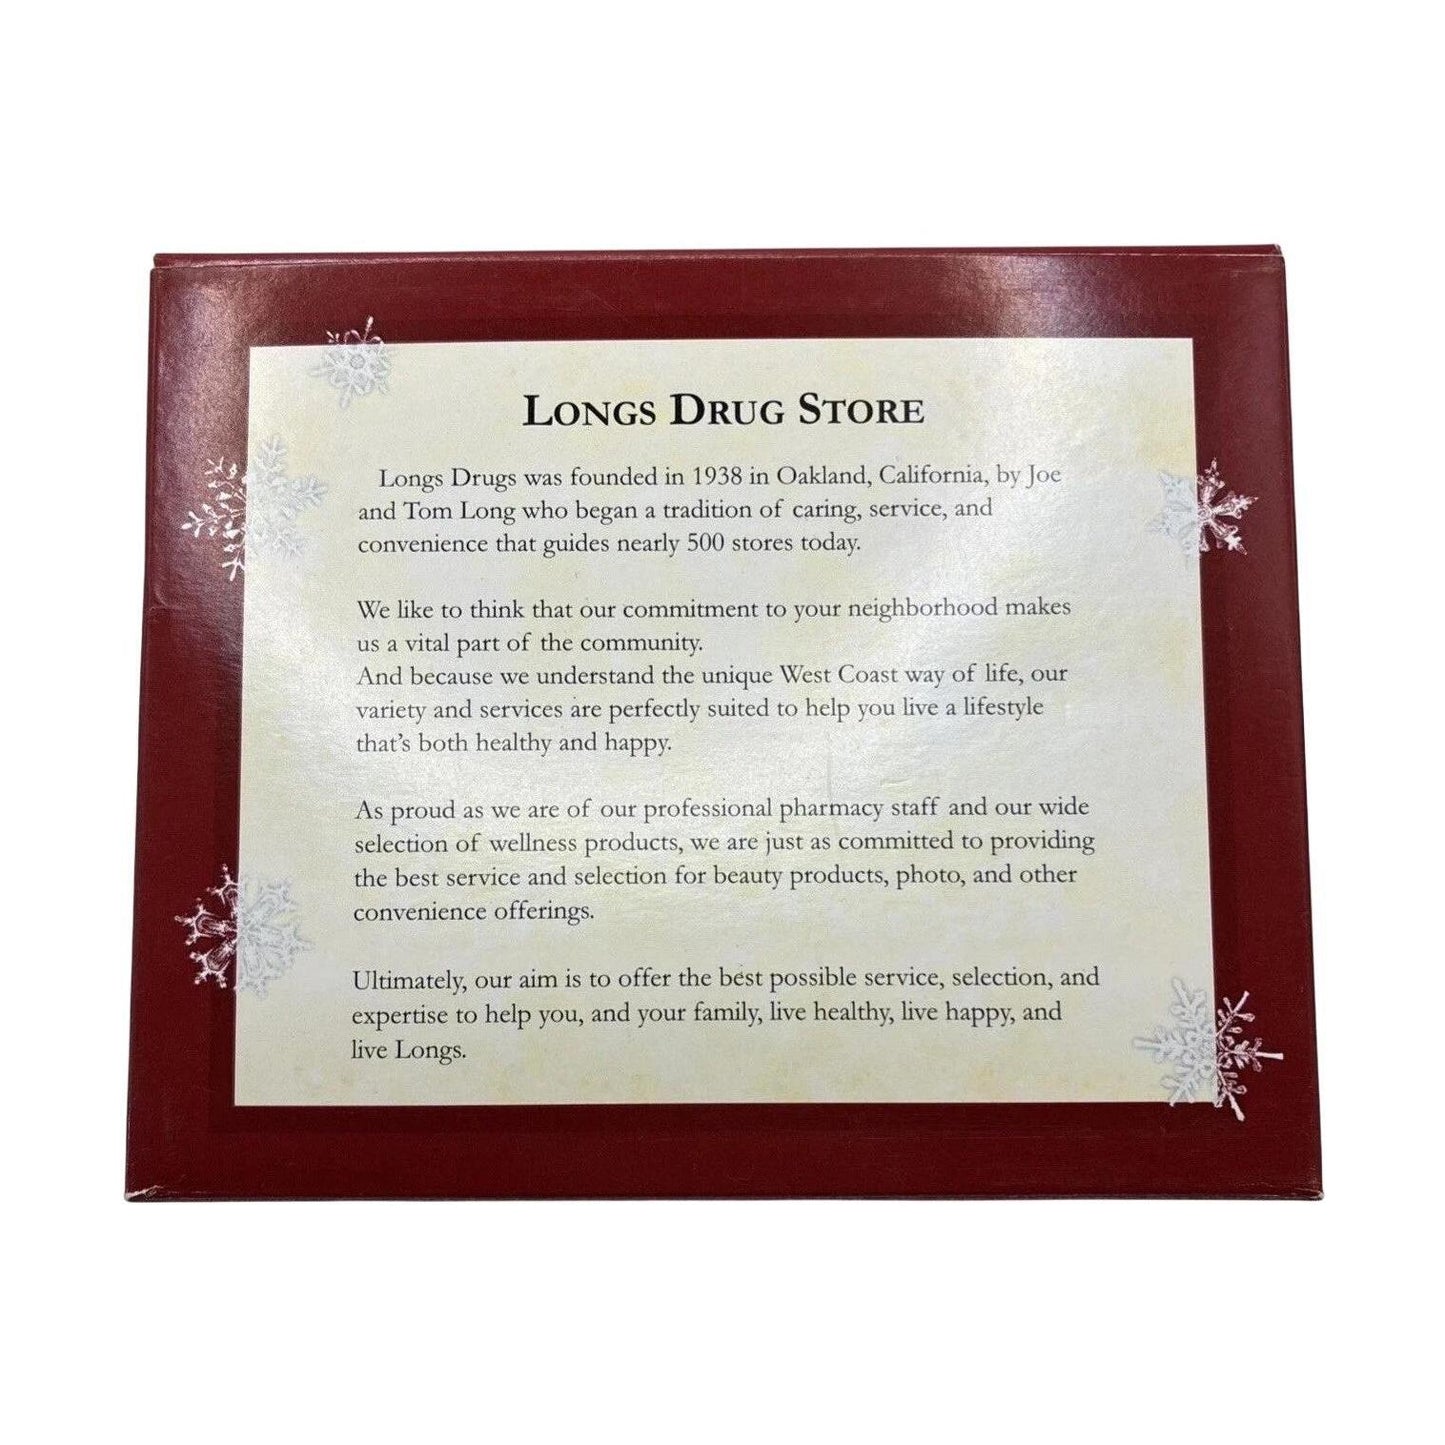 LONGS DRUG STORE
Longs Drugs was founded in 1938 in Oakland, California, by Joe
and Tom Long who began a tradition of caring, service, and
convenience that guides nearly 500 stores today.
We like to think that our commitment to your neighborhood makes
us a vital part of the community.
And because we understand the unique West Coast way of life, our
variety and services are perfectly suited to help you live a lifestyle
that's both healthy and happy.
As proud as we are of our professional pharmacy staff and our wide
selection of wellness products, we are just as committed to providing
the best service and selection for beauty products, photo, and other
convenience offerings.
Ultimately, our aim is to offer the best possible service, selection, and
expertise to help you, and your family, live healthy, live happy, and
live Longs.